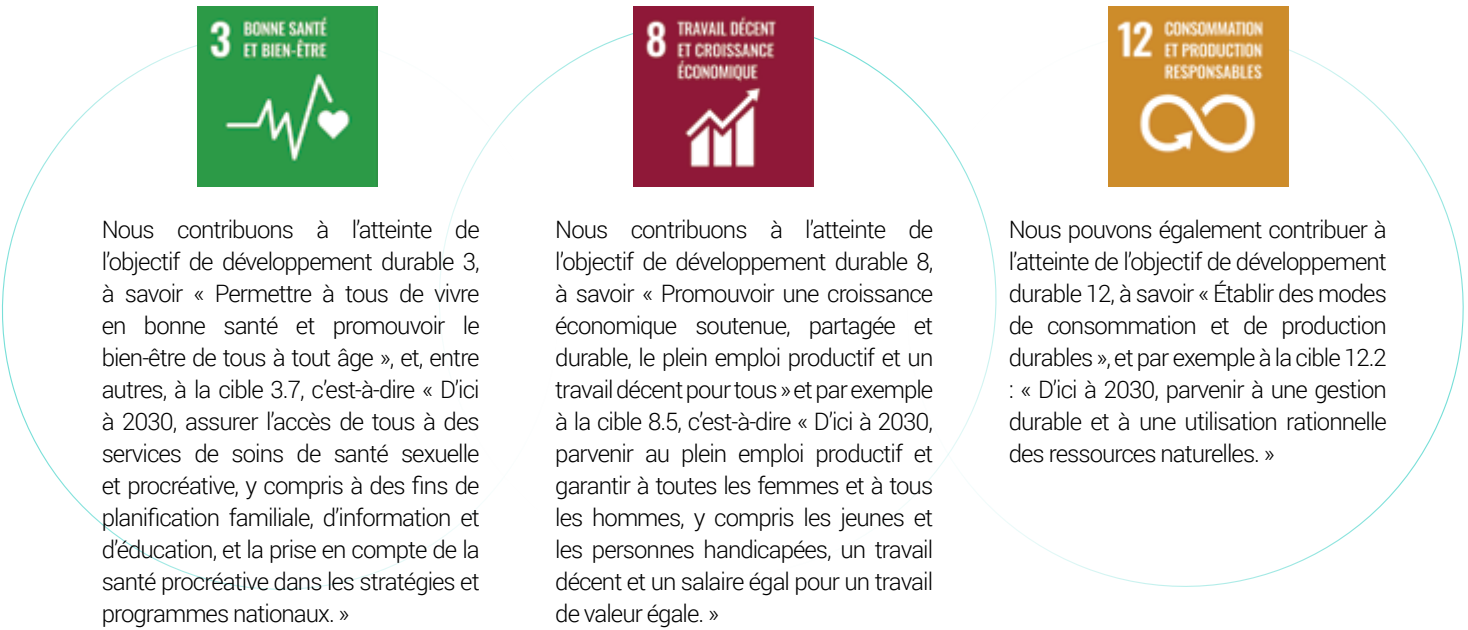 3 BONNE SANTÉ
ET BIEN-ÊTRE
Nous contribuons à l’atteinte de
l’objectif de développement durable 3,
à savoir « Permettre à tous de vivre
en bonne santé et promouvoir le
bien-être de tous à tout âge », et, entre
autres, à la cible 3.7, c’est-à-dire « D’ici
à 2030, assurer l’accès de tous à des
services de soins de santé sexuelle
et procréative, y compris à des fins de
planification familiale, d’information et
d’éducation, et la prise en compte de la
santé procréative dans les stratégies et
programmes nationaux. »
8 TRAVAIL DÉCENT
ET CROISSANCE
ÉCONOMIQUE
Nous contribuons à l’atteinte de
l’objectif de développement durable 8,
à savoir « Promouvoir une croissance
économique soutenue, partagée et
durable, le plein emploi productif et un
travail décent pour tous » et par exemple
à la cible 8.5, c’est-à-dire « D’ici à 2030,
parvenir au plein emploi productif et
garantir à toutes les femmes et à tous
les hommes, y compris les jeunes et
les personnes handicapées, un travail
décent et un salaire égal pour un travail
de valeur égale. »
12 CONSOMMATION
ET PRODUCTION
RESPONSABLES
Nous pouvons également contribuer à
l’atteinte de l’objectif de développement
durable 12, à savoir « Établir des modes
de consommation et de production
durables », et par exemple à la cible 12.2
: « D’ici à 2030, parvenir à une gestion
durable et à une utilisation rationnelle
des ressources naturelles. »